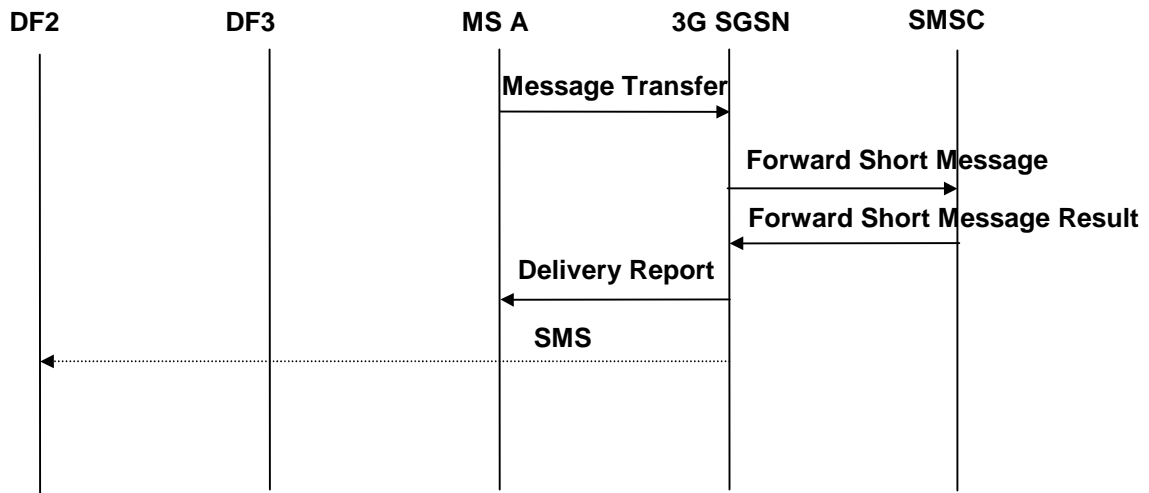 DF2 DF3 MS A 3G SGSN SMSC
Message Transfer
Forward Short Message
Forward Short Message Result
Delivery Report
SMS